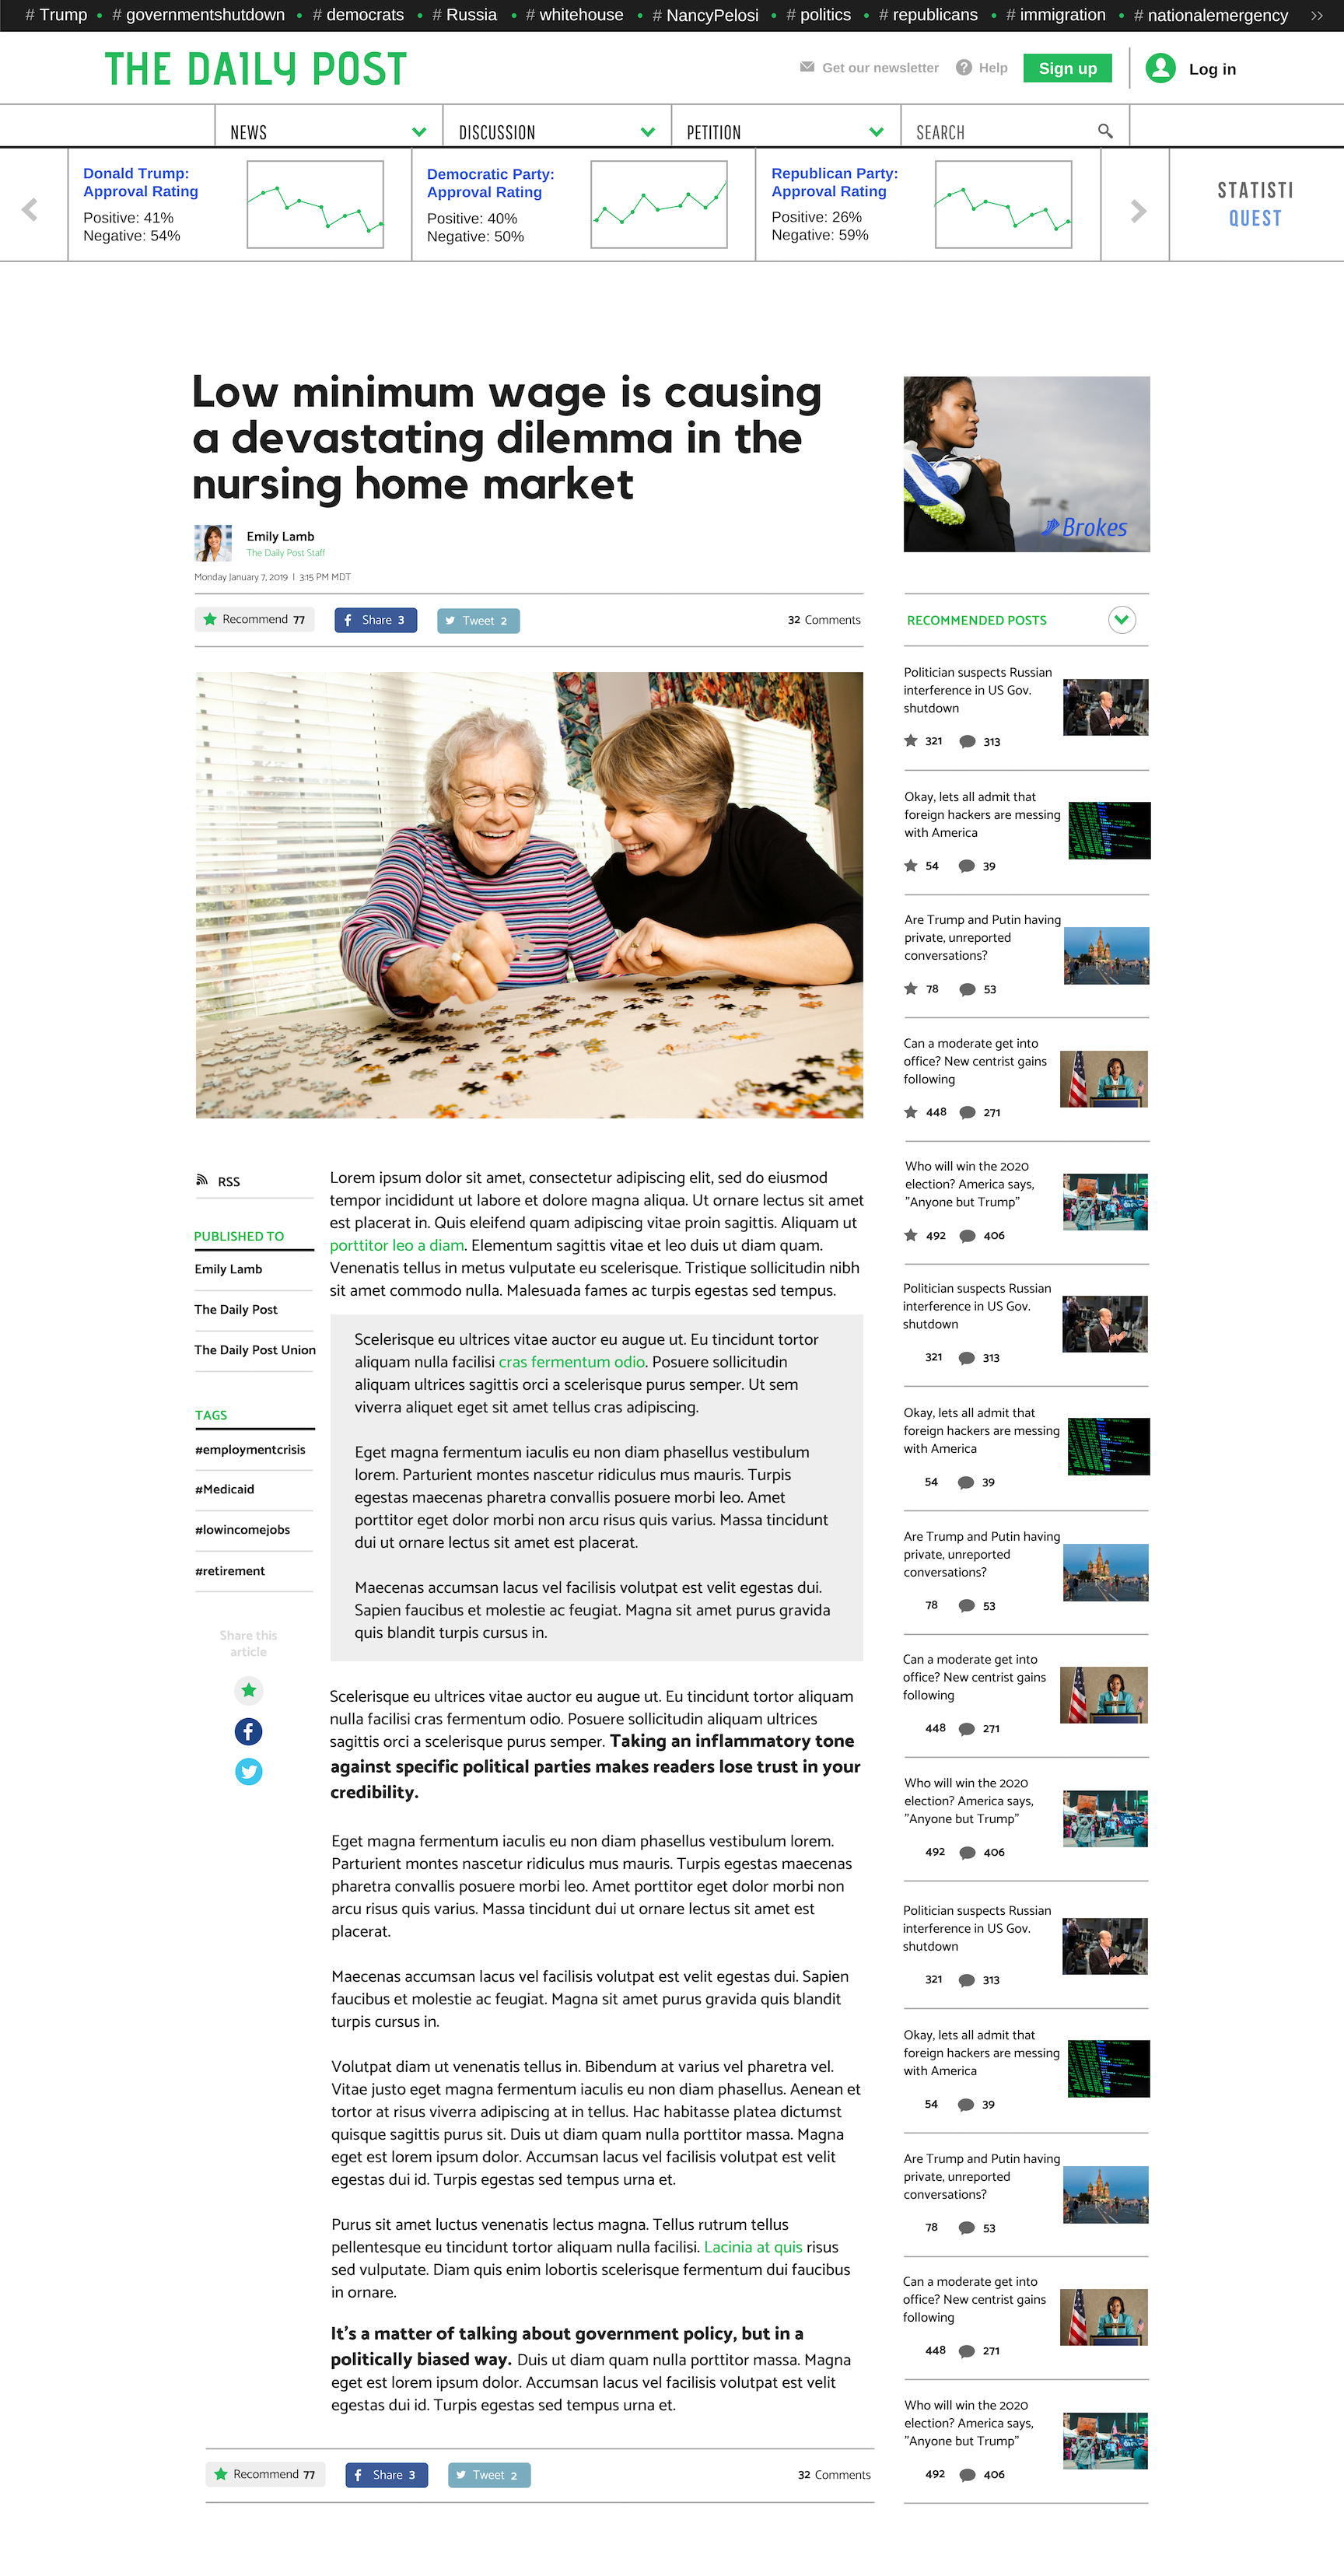 # Trump • # governmentshutdown • # democrats • # Russia • # whitehouse • # NancyPelosi • # politics • # republicans • # immigration • # nationalemergency >>
THE DAILY POST
Get our newsletter
? Help
Sign up
Log in
NEWS
DISCUSSION
PETITION
SEARCH
Donald Trump:
Approval Rating
Positive: 41%
Negative: 54%
Democratic Party:
Approval Rating
Positive: 40%
Negative: 50%
Republican Party:
Approval Rating
Positive: 26%
Negative: 59%
STATISTI
QUEST
Low minimum wage is causing
a devastating dilemma in the
nursing home market
Emily Lamb
The Daily Post Staff
Monday January 7, 2019 | 3:15 PM MDT
Recommend 77
Share 3
Tweet 2
32 Comments
RSS
PUBLISHED TO
Emily Lamb
The Daily Post
The Daily Post Union
TAGS
#employmentcrisis
#Medicaid
#lowincomejobs
#retirement
Share this
article
Lorem ipsum dolor sit amet, consectetur adipiscing elit, sed do eiusmod
tempor incididunt ut labore et dolore magna aliqua. Ut ornare lectus sit amet
est placerat in. Quis eleifend quam adipiscing vitae proin sagittis. Aliquam ut
porttitor leo a diam. Elementum sagittis vitae et leo duis ut diam quam.
Venenatis tellus in metus vulputate eu scelerisque. Tristique sollicitudin nibh
sit amet commodo nulla. Malesuada fames ac turpis egestas sed tempus.
Scelerisque eu ultrices vitae auctor eu augue ut. Eu tincidunt tortor
aliquam nulla facilisi cras fermentum odio. Posuere sollicitudin
aliquam ultrices sagittis orci a scelerisque purus semper. Ut sem
viverra aliquet eget sit amet tellus cras adipiscing.
Eget magna fermentum iaculis eu non diam phasellus vestibulum
lorem. Parturient montes nascetur ridiculus mus mauris. Turpis
egestas maecenas pharetra convallis posuere morbi leo. Amet
porttitor eget dolor morbi non arcu risus quis varius. Massa tincidunt
dui ut ornare lectus sit amet est placerat.
Maecenas accumsan lacus vel facilisis volutpat est velit egestas dui.
Sapien faucibus et molestie ac feugiat. Magna sit amet purus gravida
quis blandit turpis cursus in.
Scelerisque eu ultrices vitae auctor eu augue ut. Eu tincidunt tortor aliquam
nulla facilisi cras fermentum odio. Posuere sollicitudin aliquam ultrices
sagittis orci a scelerisque purus semper. Taking an inflammatory tone
against specific political parties makes readers lose trust in your
credibility.
Eget magna fermentum iaculis eu non diam phasellus vestibulum lorem.
Parturient montes nascetur ridiculus mus mauris. Turpis egestas maecenas
pharetra convallis posuere morbi leo. Amet porttitor eget dolor morbi non
arcu risus quis varius. Massa tincidunt dui ut ornare lectus sit amet est
placerat.
Maecenas accumsan lacus vel facilisis volutpat est velit egestas dui. Sapien
faucibus et molestie ac feugiat. Magna sit amet purus gravida quis blandit
turpis cursus in.
Volutpat diam ut venenatis tellus in. Bibendum at varius vel pharetra vel.
Vitae justo eget magna fermentum iaculis eu non diam phasellus. Aenean et
tortor at risus viverra adipiscing at in tellus. Hac habitasse platea dictumst
quisque sagittis purus sit. Duis ut diam quam nulla porttitor massa. Magna
eget est lorem ipsum dolor. Accumsan lacus vel facilisis volutpat est velit
egestas dui id. Turpis egestas sed tempus urna et.
Purus sit amet luctus venenatis lectus magna. Tellus rutrum tellus
pellentesque eu tincidunt tortor aliquam nulla facilisi. Lacinia at quis risus
sed vulputate. Diam quis enim lobortis scelerisque fermentum dui faucibus
in ornare.
It's a matter of talking about government policy, but in a
politically biased way. Duis ut diam quam nulla porttitor massa. Magna
eget est lorem ipsum dolor. Accumsan lacus vel facilisis volutpat est velit
egestas dui id. Turpis egestas sed tempus urna et.
Recommend 77
Share 3
Tweet 2
32 Comments
Brokes
RECOMMENDED POSTS
Politician suspects Russian
interference in US Gov.
shutdown
321 313
Okay, lets all admit that
foreign hackers are messing
with America
54 39
Are Trump and Putin having
private, unreported
conversations?
78 53
Can a moderate get into
office? New centrist gains
following
448 271
Who will win the 2020
election? America says,
"Anyone but Trump"
492 406
Politician suspects Russian
interference in US Gov.
shutdown
321 313
Okay, lets all admit that
foreign hackers are messing
with America
54 39
Are Trump and Putin having
private, unreported
conversations?
78 53
Can a moderate get into
office? New centrist gains
following
448 271
Who will win the 2020
election? America says,
"Anyone but Trump"
492 406
Politician suspects Russian
interference in US Gov.
shutdown
321 313
Okay, lets all admit that
foreign hackers are messing
with America
54 39
Are Trump and Putin having
private, unreported
conversations?
78 53
Can a moderate get into
office? New centrist gains
following
448 271
Who will win the 2020
election? America says,
"Anyone but Trump"
492 406